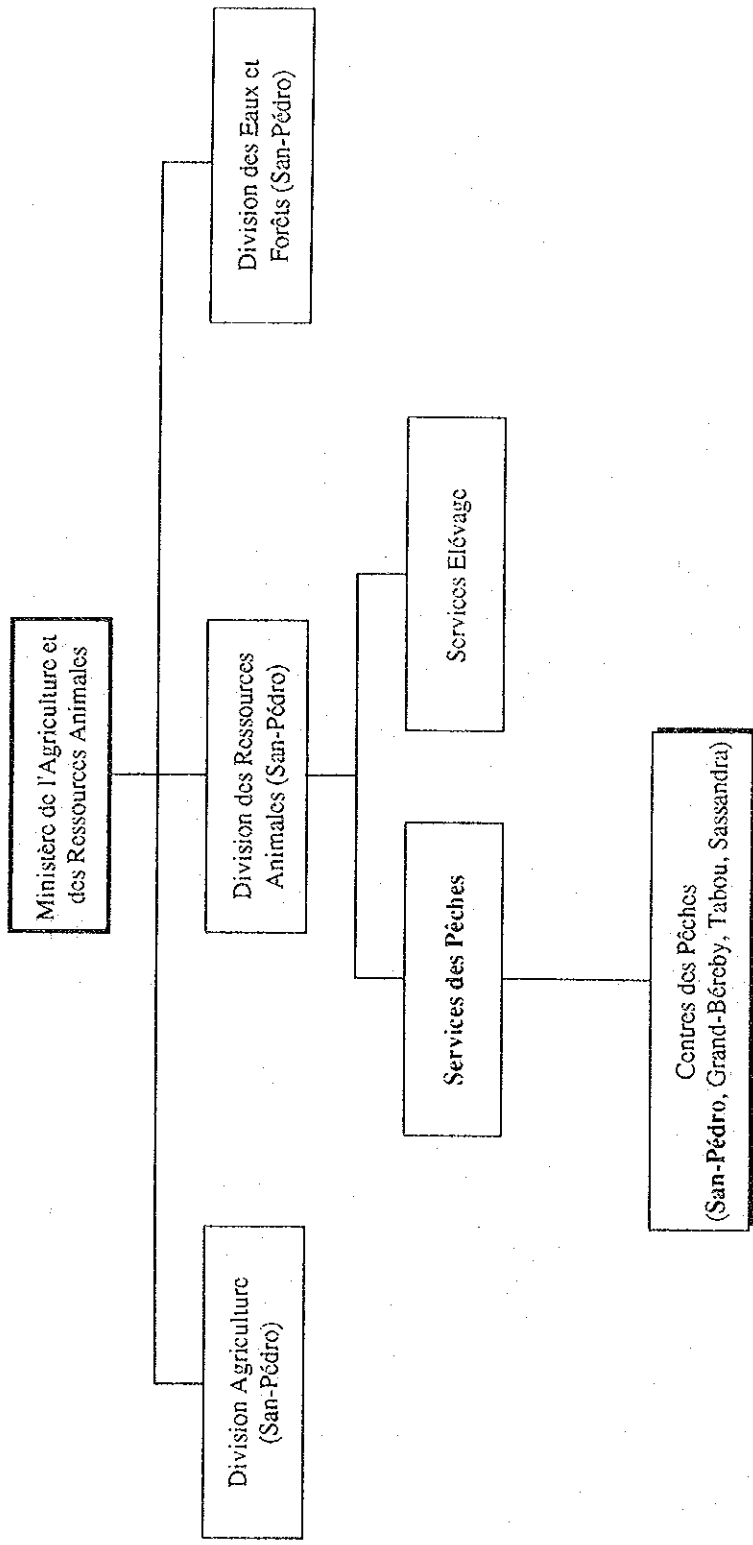 Ministère de l'Agriculture et
des Ressources Animales
Division Agriculture
(San-Pédro)
Division des Ressources
Animales (San-Pédro)
Division des Eaux et
Forêts (San-Pédro)
Services des Pêches
Services Elévage
Centres des Pêches
(San-Pédro, Grand-Béreby, Tabou, Sassandra)